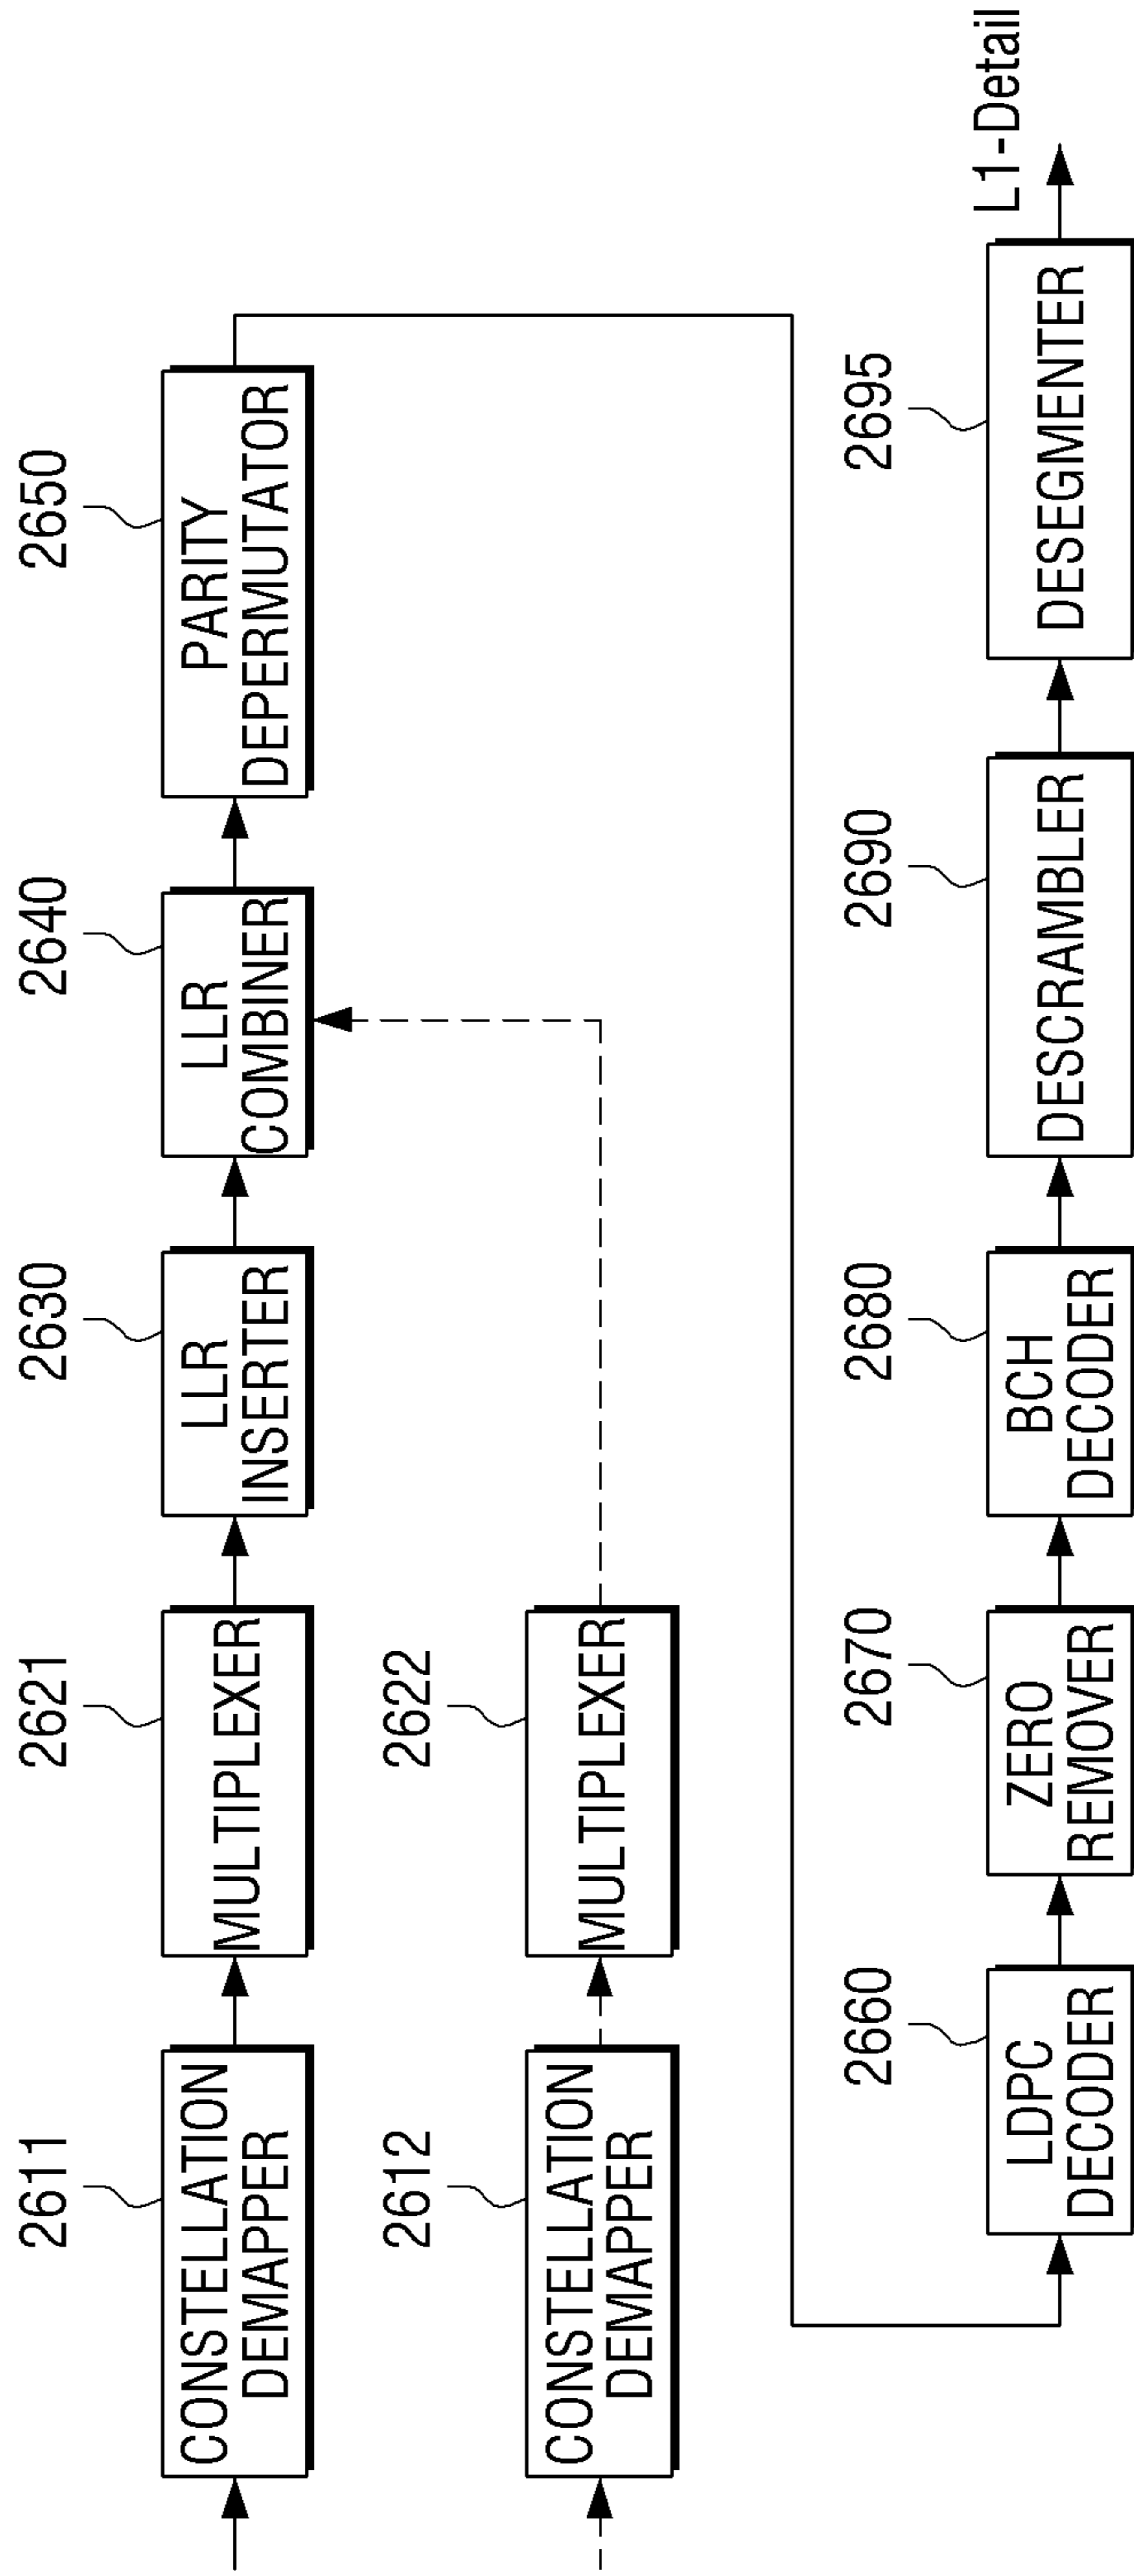 2611
CONSTELLATION
DEMAPPER
2621
MULTIPLEXER
2630
LLR
INSERTER
2640
LLR
COMBINER
2650
PARITY
DEPERMUTATOR
2612
CONSTELLATION
DEMAPPER
2622
MULTIPLEXER
2660
LDPC
DECODER
2670
ZERO
REMOVER
2680
BCH
DECODER
2690
DESCRAMBLER
2695
DESEGMENTER
L1-Detail